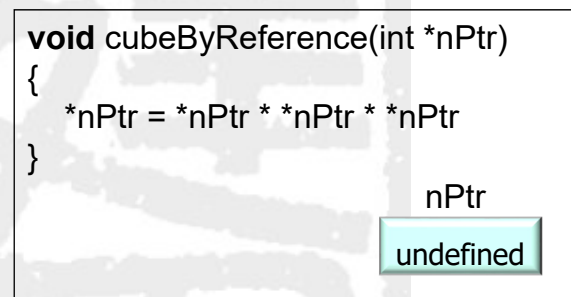 void cubeByReference(int *nPtr)
{
*nPtr = *nPtr * *nPtr * *nPtr
}
nPtr
undefined